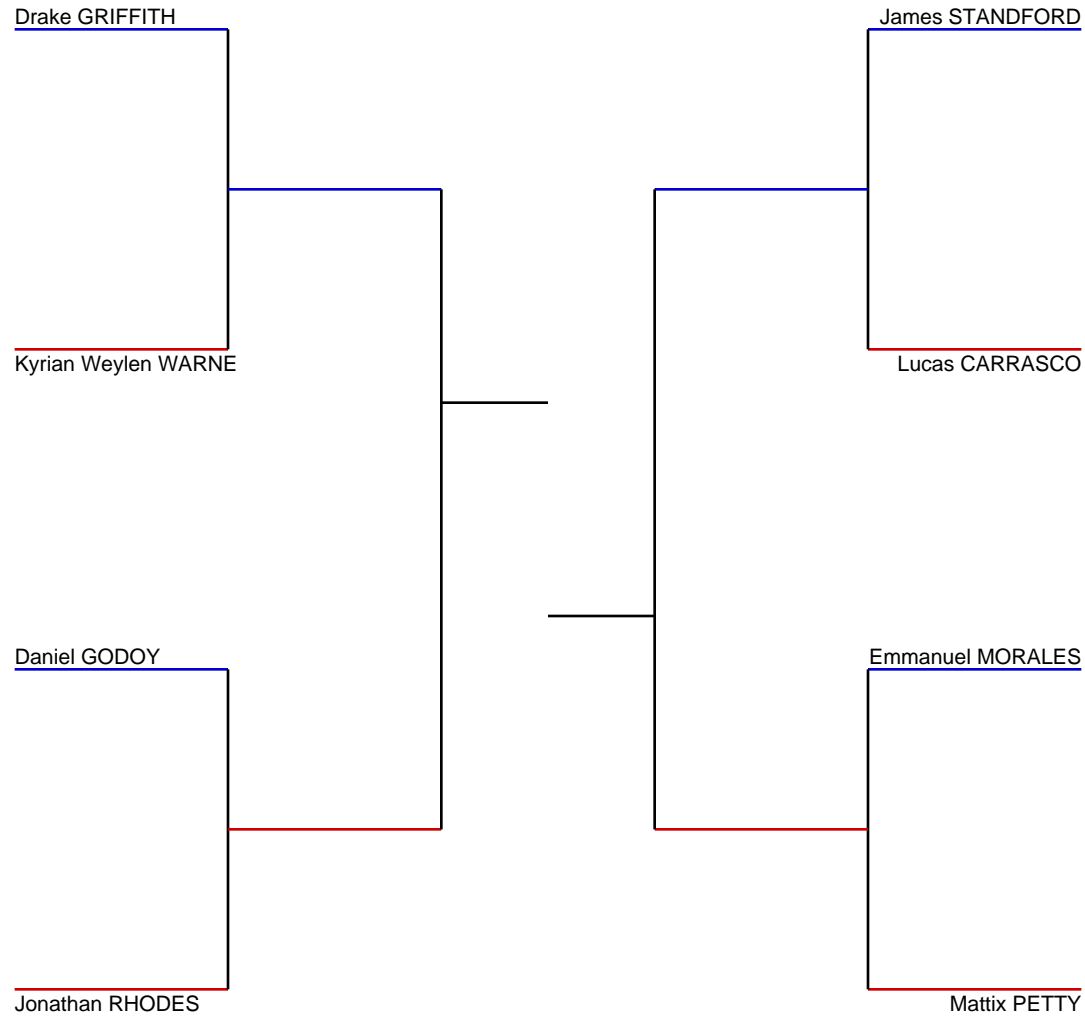 Drake GRIFFITH
James STANDFORD
Kyrian Weylen WARNE
Lucas CARRASCO
Daniel GODOY
Emmanuel MORALES
Jonathan RHODES
Mattix PETTY